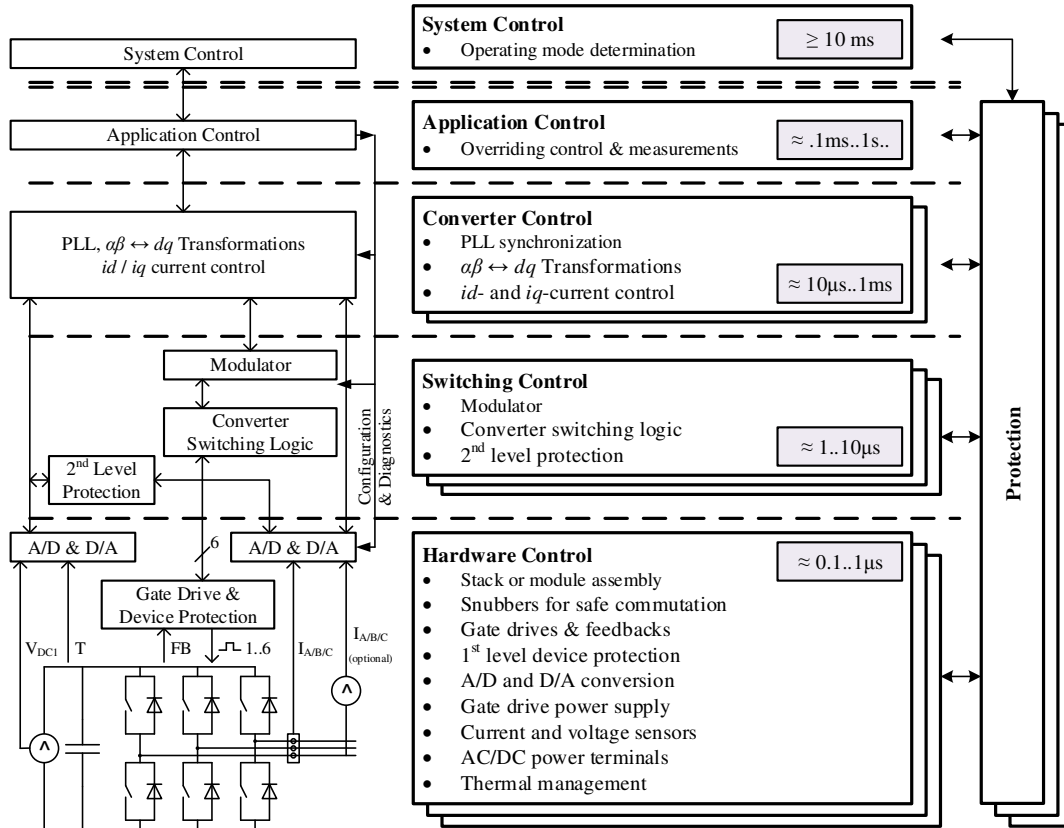 System Control
Application Control
PLL, αβ ↔ dq Transformations
id / iq current control
Modulator
Converter
Switching Logic
2nd Level
Protection
Configuration
& Diagnostics
A/D & D/A
6
A/D & D/A
Gate Drive &
Device Protection
VDC1
T
FB
1..6
IA/B/C
IA/B/C
(optional)
^
^
System Control
≥ 10 ms
• Operating mode determination
Application Control
≈ .1ms..1s..
• Overriding control & measurements
Converter Control
• PLL synchronization
• αβ ↔ dq Transformations
• id- and iq-current control
≈ 10μs..1ms
Switching Control
• Modulator
• Converter switching logic
• 2nd level protection
≈ 1..10μs
Hardware Control
≈ 0.1..1μs
• Stack or module assembly
• Snubbers for safe commutation
• Gate drives & feedbacks
• 1st level device protection
• A/D and D/A conversion
• Gate drive power supply
• Current and voltage sensors
• AC/DC power terminals
• Thermal management
Protection